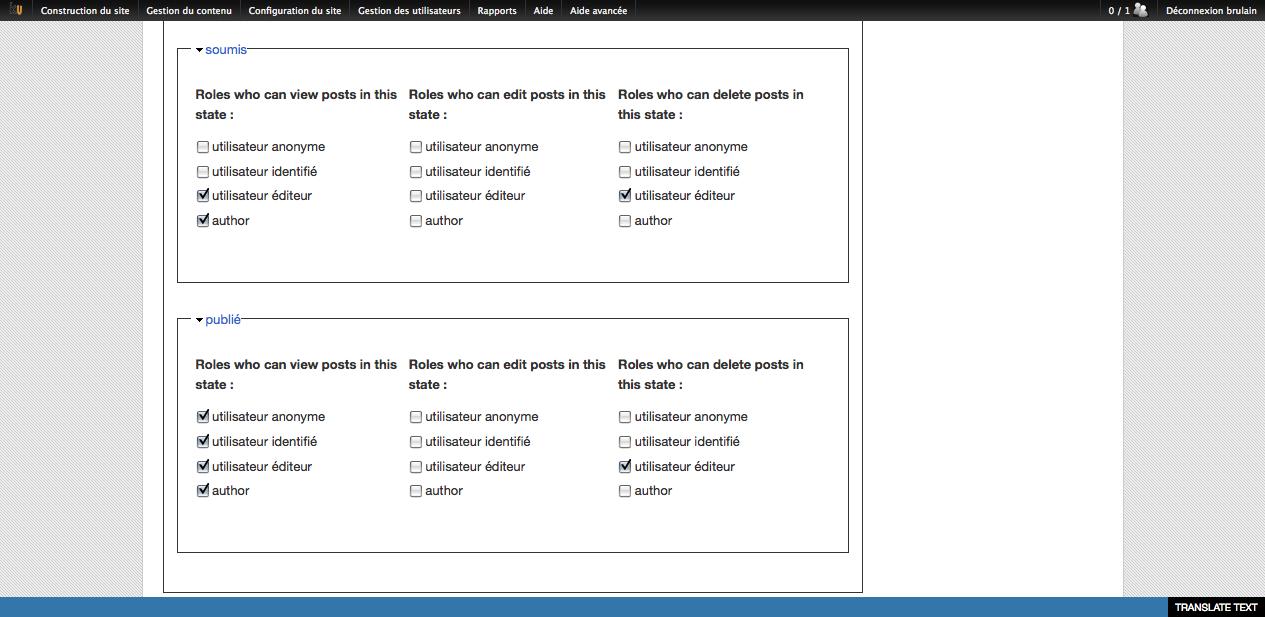 Construction du site Gestion du contenu Configuration du site Gestion des utilisateurs Rapports Aide Aide avancée 0 / 1 Déconnexion brulain
soumis
Roles who can view posts in this state :
utilisateur anonyme
utilisateur identifié
utilisateur éditeur
author
Roles who can edit posts in this state :
utilisateur anonyme
utilisateur identifié
utilisateur éditeur
author
Roles who can delete posts in this state :
utilisateur anonyme
utilisateur identifié
utilisateur éditeur
author
publié
Roles who can view posts in this state :
utilisateur anonyme
utilisateur identifié
utilisateur éditeur
author
Roles who can edit posts in this state :
utilisateur anonyme
utilisateur identifié
utilisateur éditeur
author
Roles who can delete posts in this state :
utilisateur anonyme
utilisateur identifié
utilisateur éditeur
author
TRANSLATE TEXT